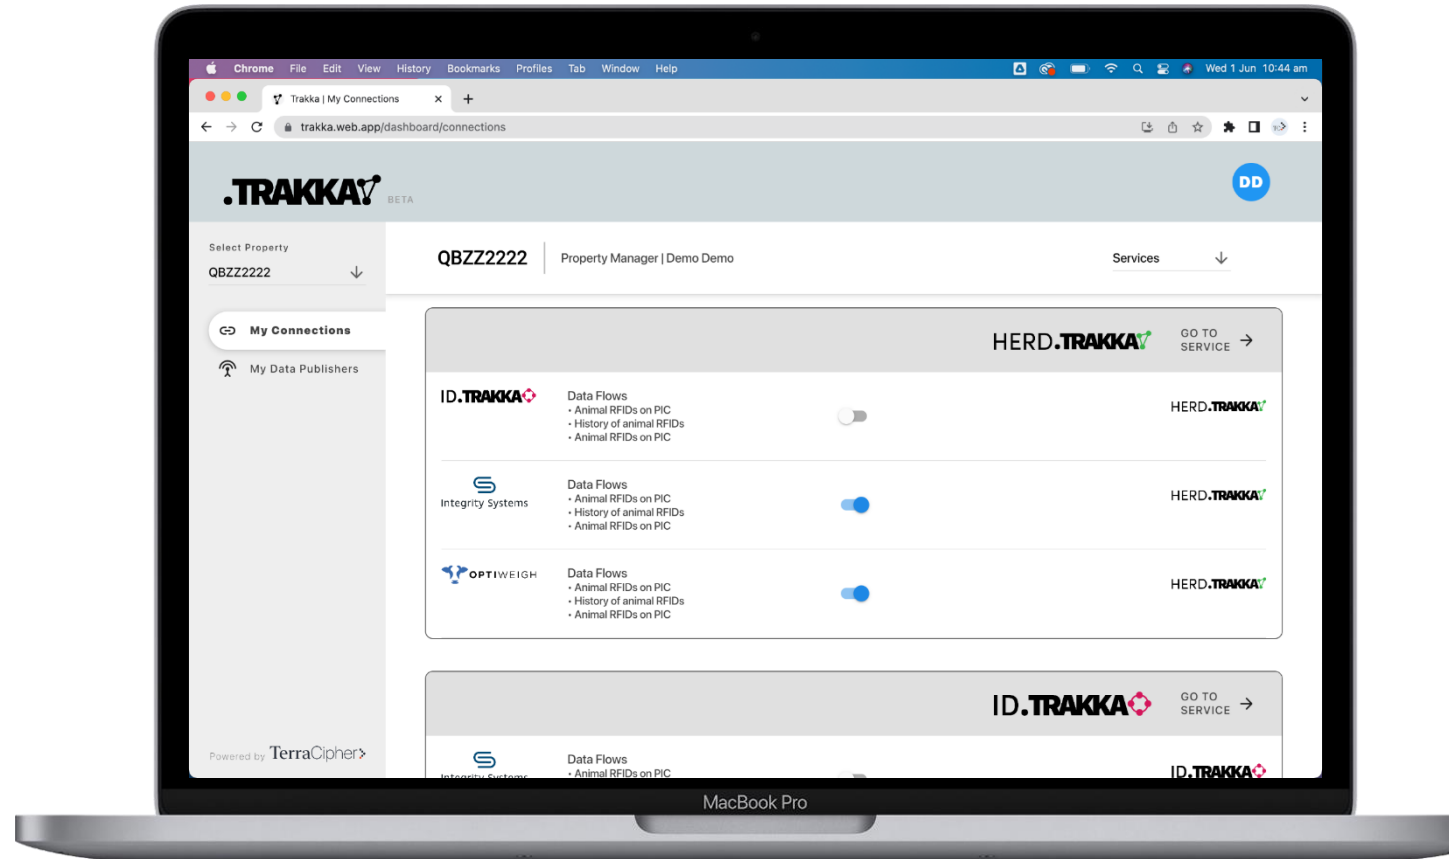 Chrome File Edit View History Bookmarks Profiles Tab Window Help Wed 1 Jun 10:44 am
Trakka | My Connections
trakka.web.app/dashboard/connections
.TRAKKA BETA
DD
Select Property
QBZZ2222
QBZZ2222 Property Manager | Demo Demo Services
My Connections
My Data Publishers
HERD.TRAKKA GO TO
SERVICE
ID.TRAKKA Data Flows
• Animal RFIDs on PIC
• History of animal RFIDs
• Animal RFIDs on PIC
HERD.TRAKKA
Integrity Systems Data Flows
• Animal RFIDs on PIC
• History of animal RFIDs
• Animal RFIDs on PIC
HERD.TRAKKA
OPTIWEIGH Data Flows
• Animal RFIDs on PIC
• History of animal RFIDs
• Animal RFIDs on PIC
HERD.TRAKKA
ID.TRAKKA GO TO
SERVICE
Integrity Systems Data Flows
• Animal RFIDs on PIC
ID.TRAKKA
Powered by TerraCipher
MacBook Pro